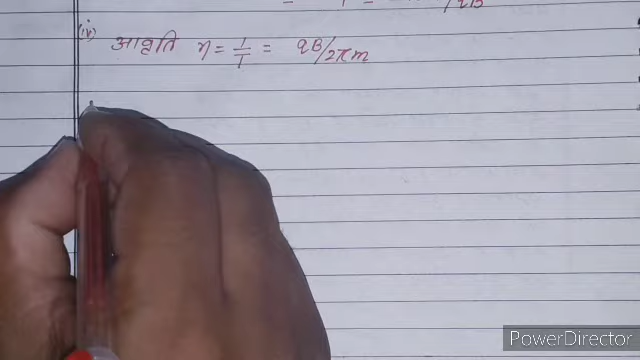 (iv) आवृति n = 1/T = qB/2πm
PowerDirector